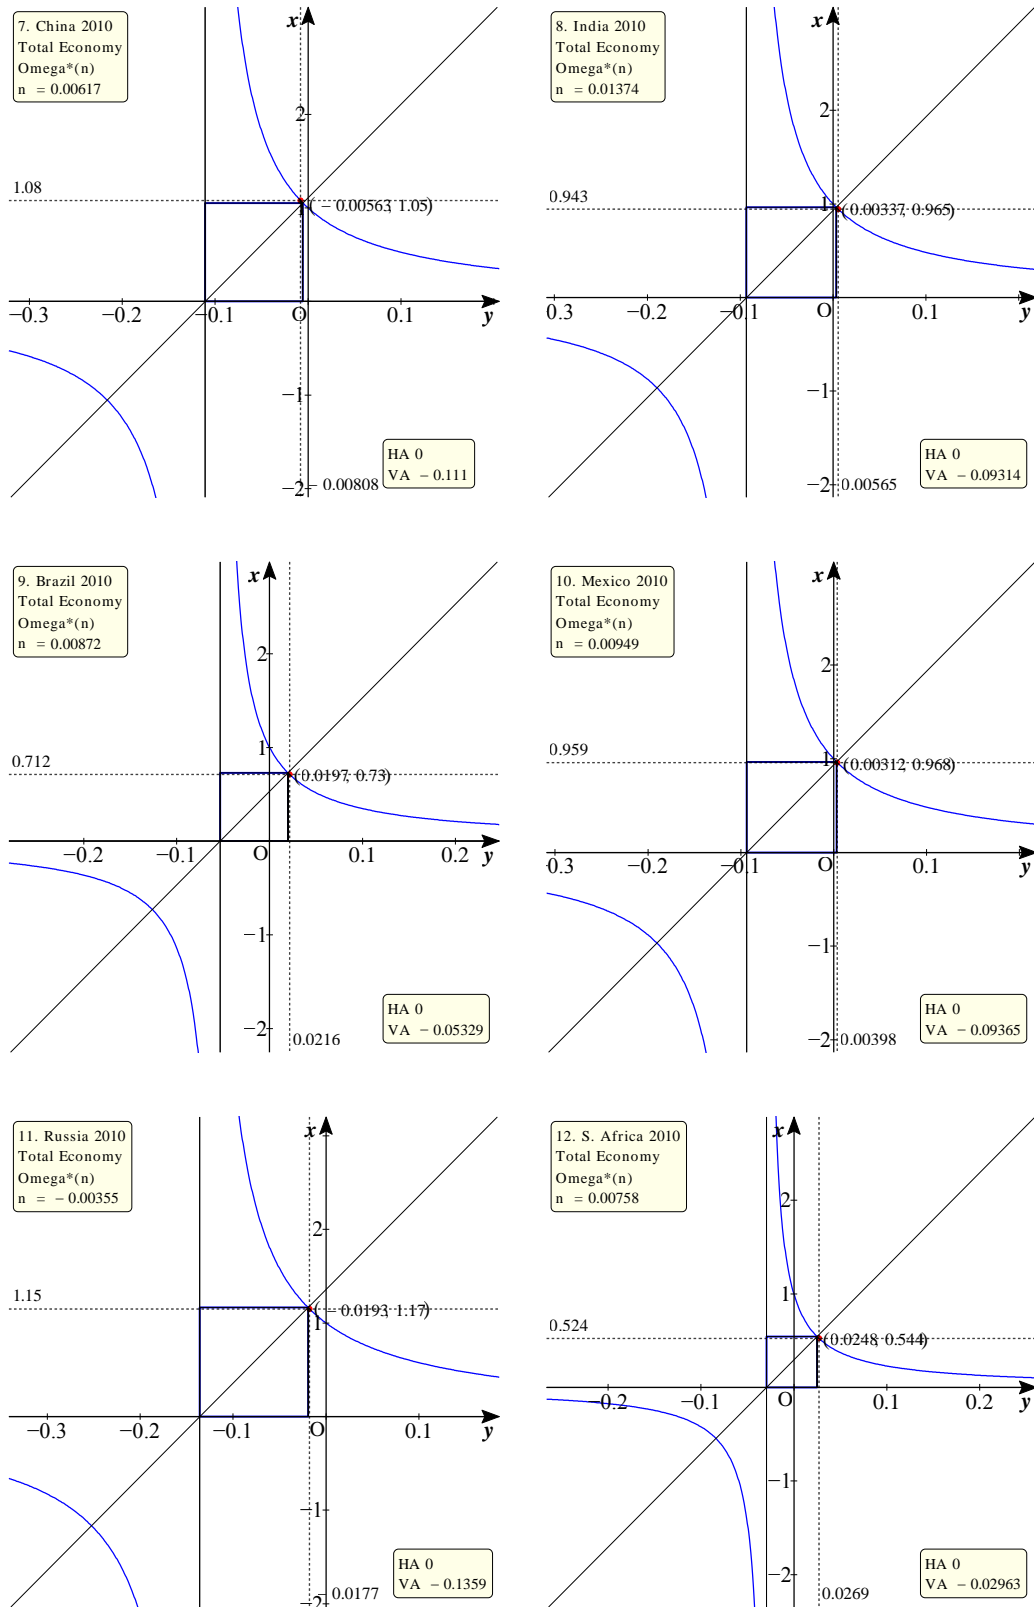 7. China 2010
Total Economy
Omega*(n)
n = 0.00617
x
2
1.08
( − 0.00563, 1.05)
−0.3 −0.2 −0.1 O 0.1 y
−1
HA 0
VA − 0.111
−2 − 0.00808
8. India 2010
Total Economy
Omega*(n)
n = 0.01374
x
2
0.943
1 (0.00337, 0.965)
0.3 −0.2 −0.1 O 0.1 y
−1
HA 0
VA − 0.09314
−2 0.00565
9. Brazil 2010
Total Economy
Omega*(n)
n = 0.00872
x
2
1
0.712
(0.0197, 0.73)
−0.2 −0.1 O 0.1 0.2 y
−1
HA 0
VA − 0.05329
−2 0.0216
10. Mexico 2010
Total Economy
Omega*(n)
n = 0.00949
x
2
0.959
1 (0.00312, 0.968)
0.3 −0.2 −0.1 O 0.1 y
−1
HA 0
VA − 0.09365
−2 0.00398
11. Russia 2010
Total Economy
Omega*(n)
n = − 0.00355
x
2
1.15
( − 0.0193, 1.17)
1
−0.3 −0.2 −0.1 O 0.1 y
−1
HA 0
VA − 0.1359
−2 − 0.0177
12. S. Africa 2010
Total Economy
Omega*(n)
n = 0.00758
x
2
1
0.524
(0.0248, 0.544)
−0.2 −0.1 O 0.1 0.2 y
−1
HA 0
VA − 0.02963
−2 0.0269